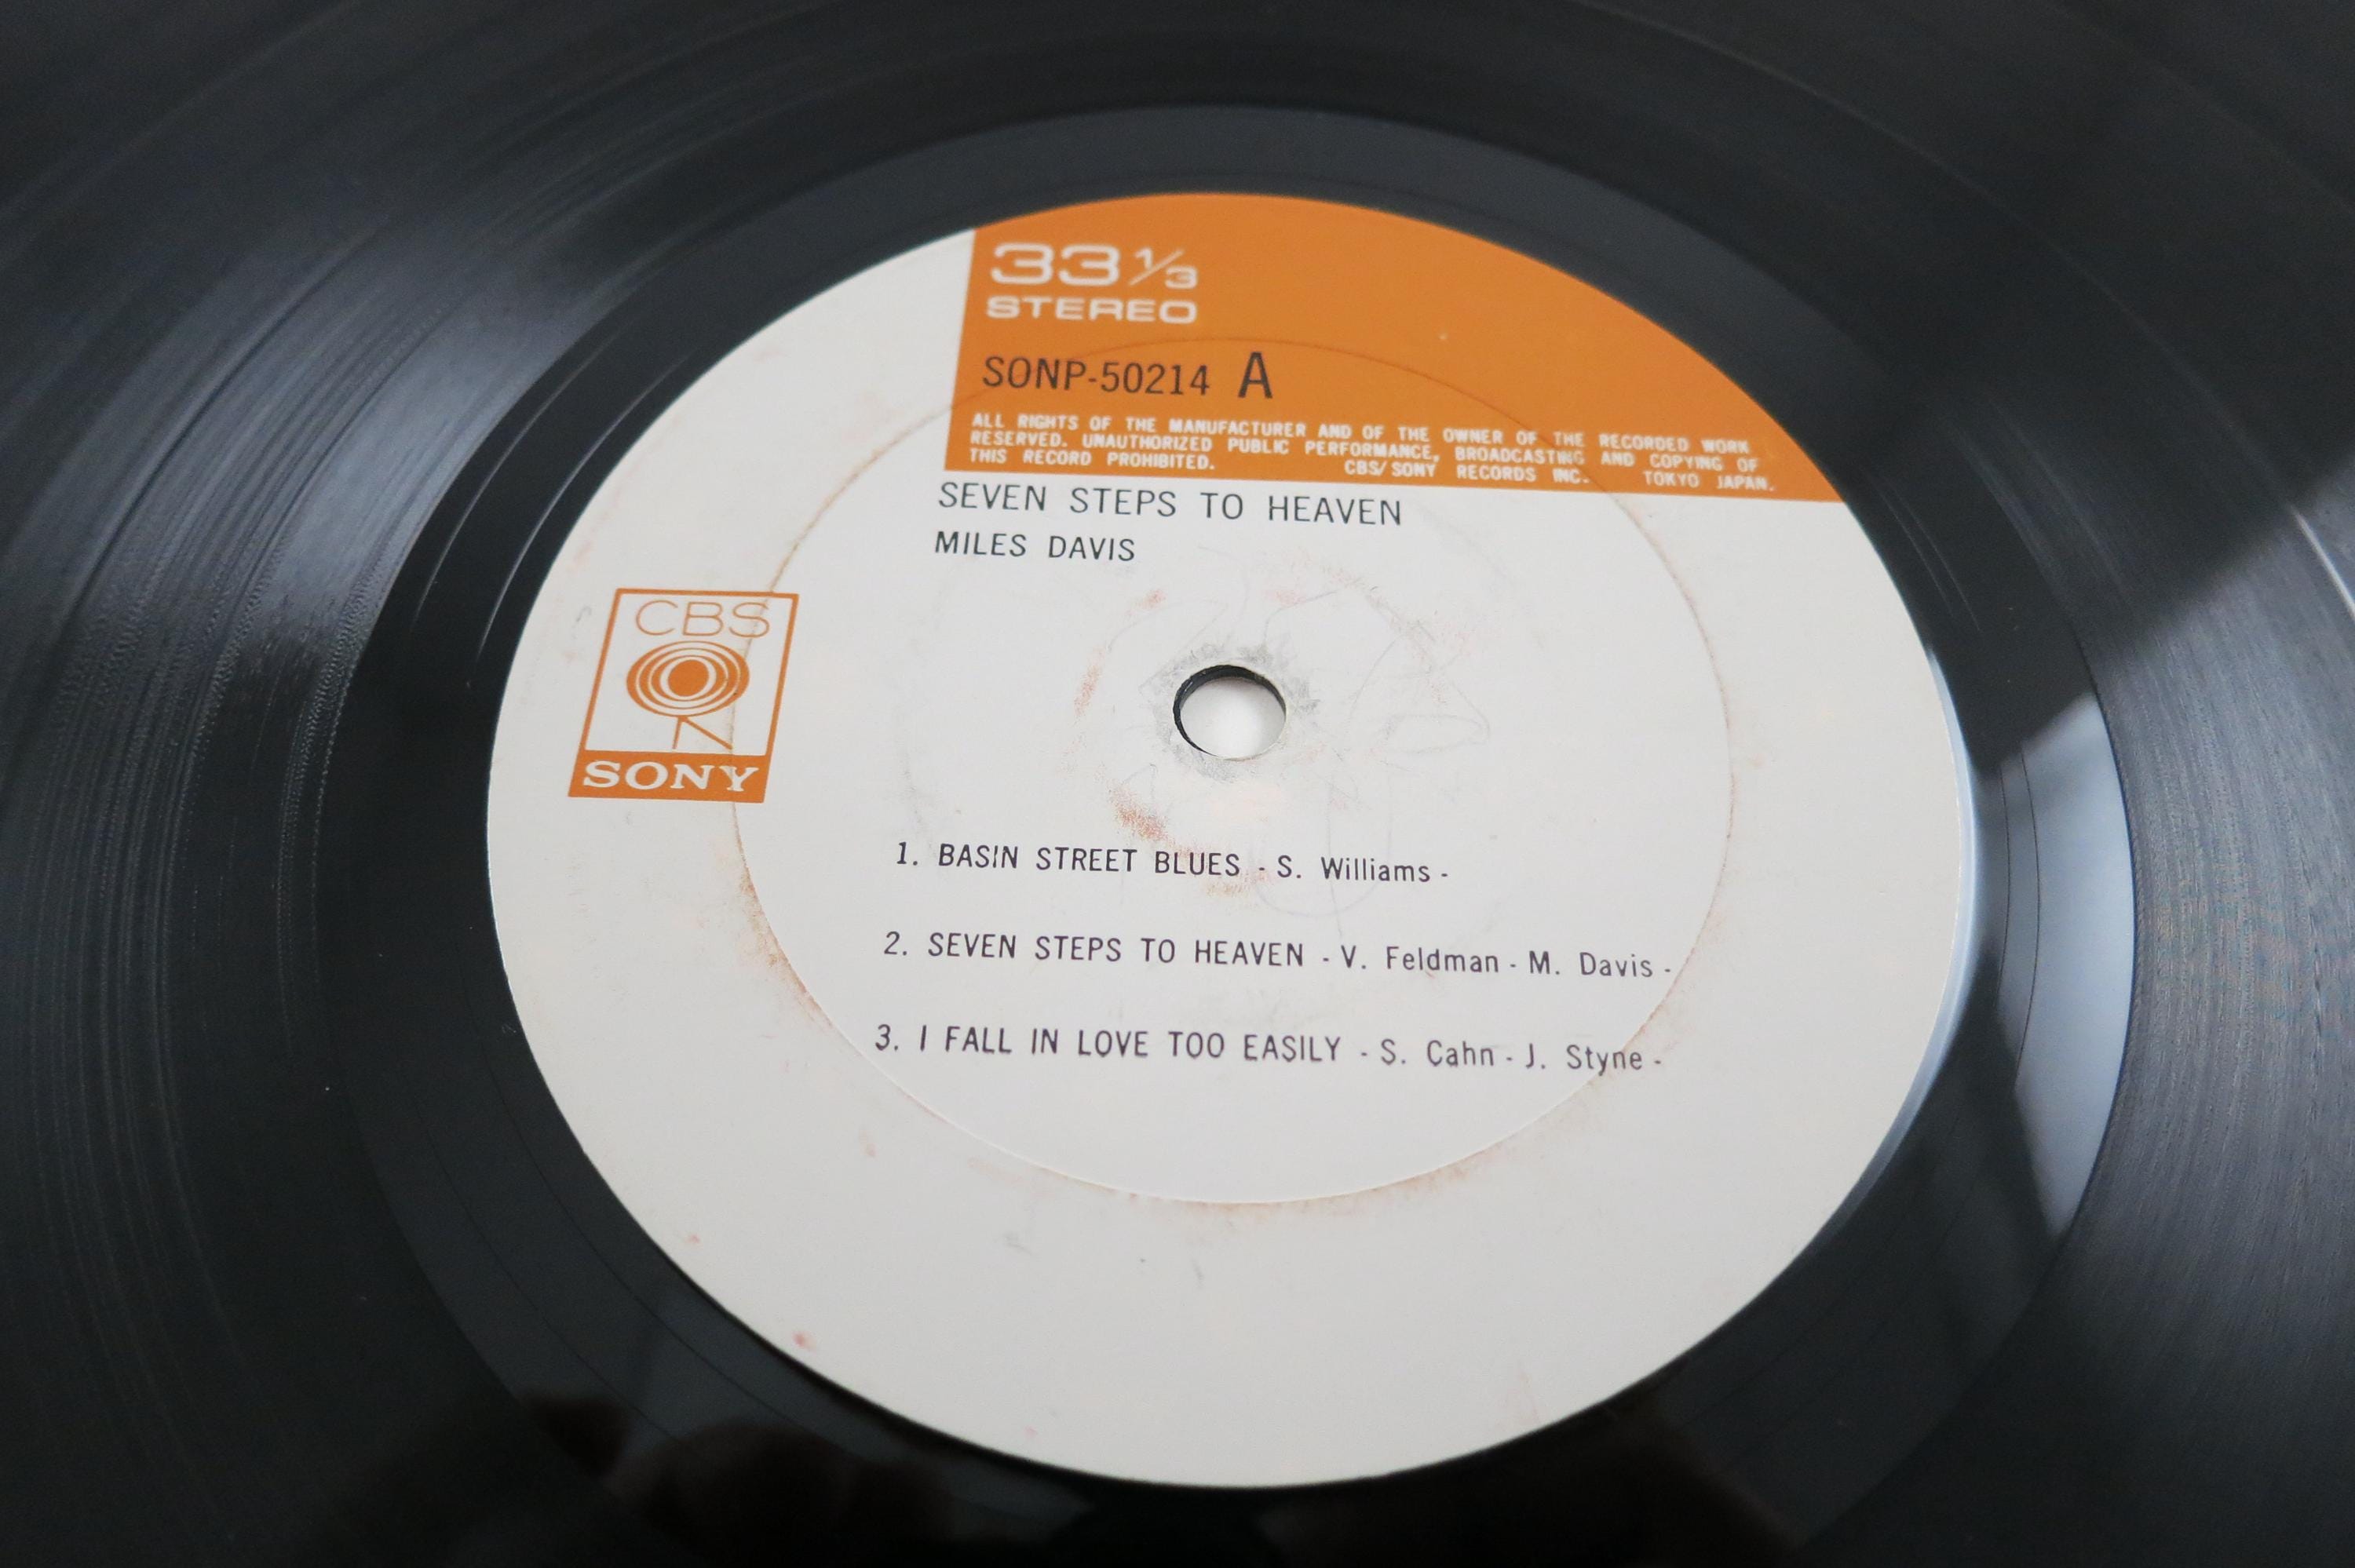 33 1/3
STEREO
SONP-50214 A
ALL RIGHTS OF THE MANUFACTURER AND OF THE OWNER OF THE RECORDED WORK
RESERVED. UNAUTHORIZED PUBLIC PERFORMANCE, BROADCASTING AND COPYING OF
THIS RECORD PROHIBITED. CBS/SONY RECORDS INC. TOKYO JAPAN.
SEVEN STEPS TO HEAVEN
MILES DAVIS
CBS
SONY
1. BASIN STREET BLUES - S. Williams -
2. SEVEN STEPS TO HEAVEN - V. Feldman - M. Davis -
3. I FALL IN LOVE TOO EASILY - S. Cahn - J. Styne -